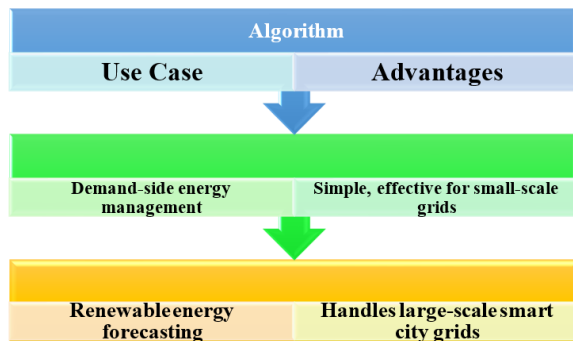 Algorithm
Use Case
Advantages
Demand-side energy
management
Simple, effective for small-scale
grids
Renewable energy
forecasting
Handles large-scale smart
city grids